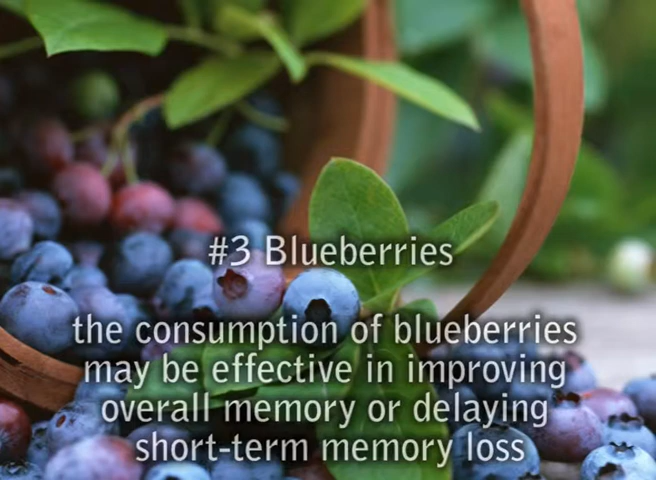 #3 Blueberries
the consumption of blueberries
may be effective in improving
overall memory or delaying
short-term memory loss